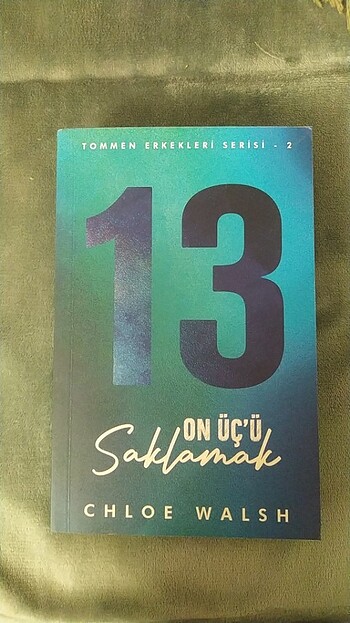 TOMMEN ERKEKLERİ SERİSİ - 2
13
ON ÜÇ'Ü
Saklamak
CHLOE WALSH